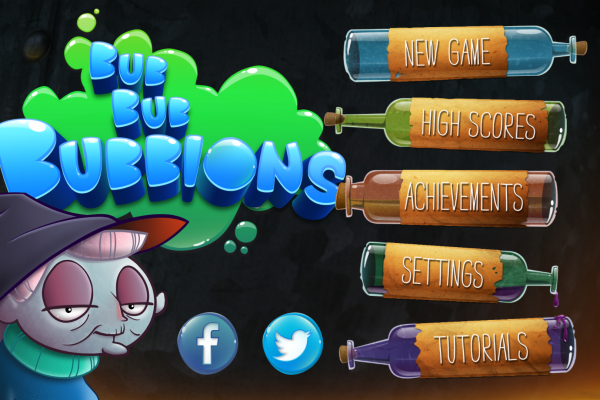 BUB
BUB
BUBBIONS
NEW GAME
HIGH SCORES
ACHIEVEMENTS
SETTINGS
TUTORIALS
f